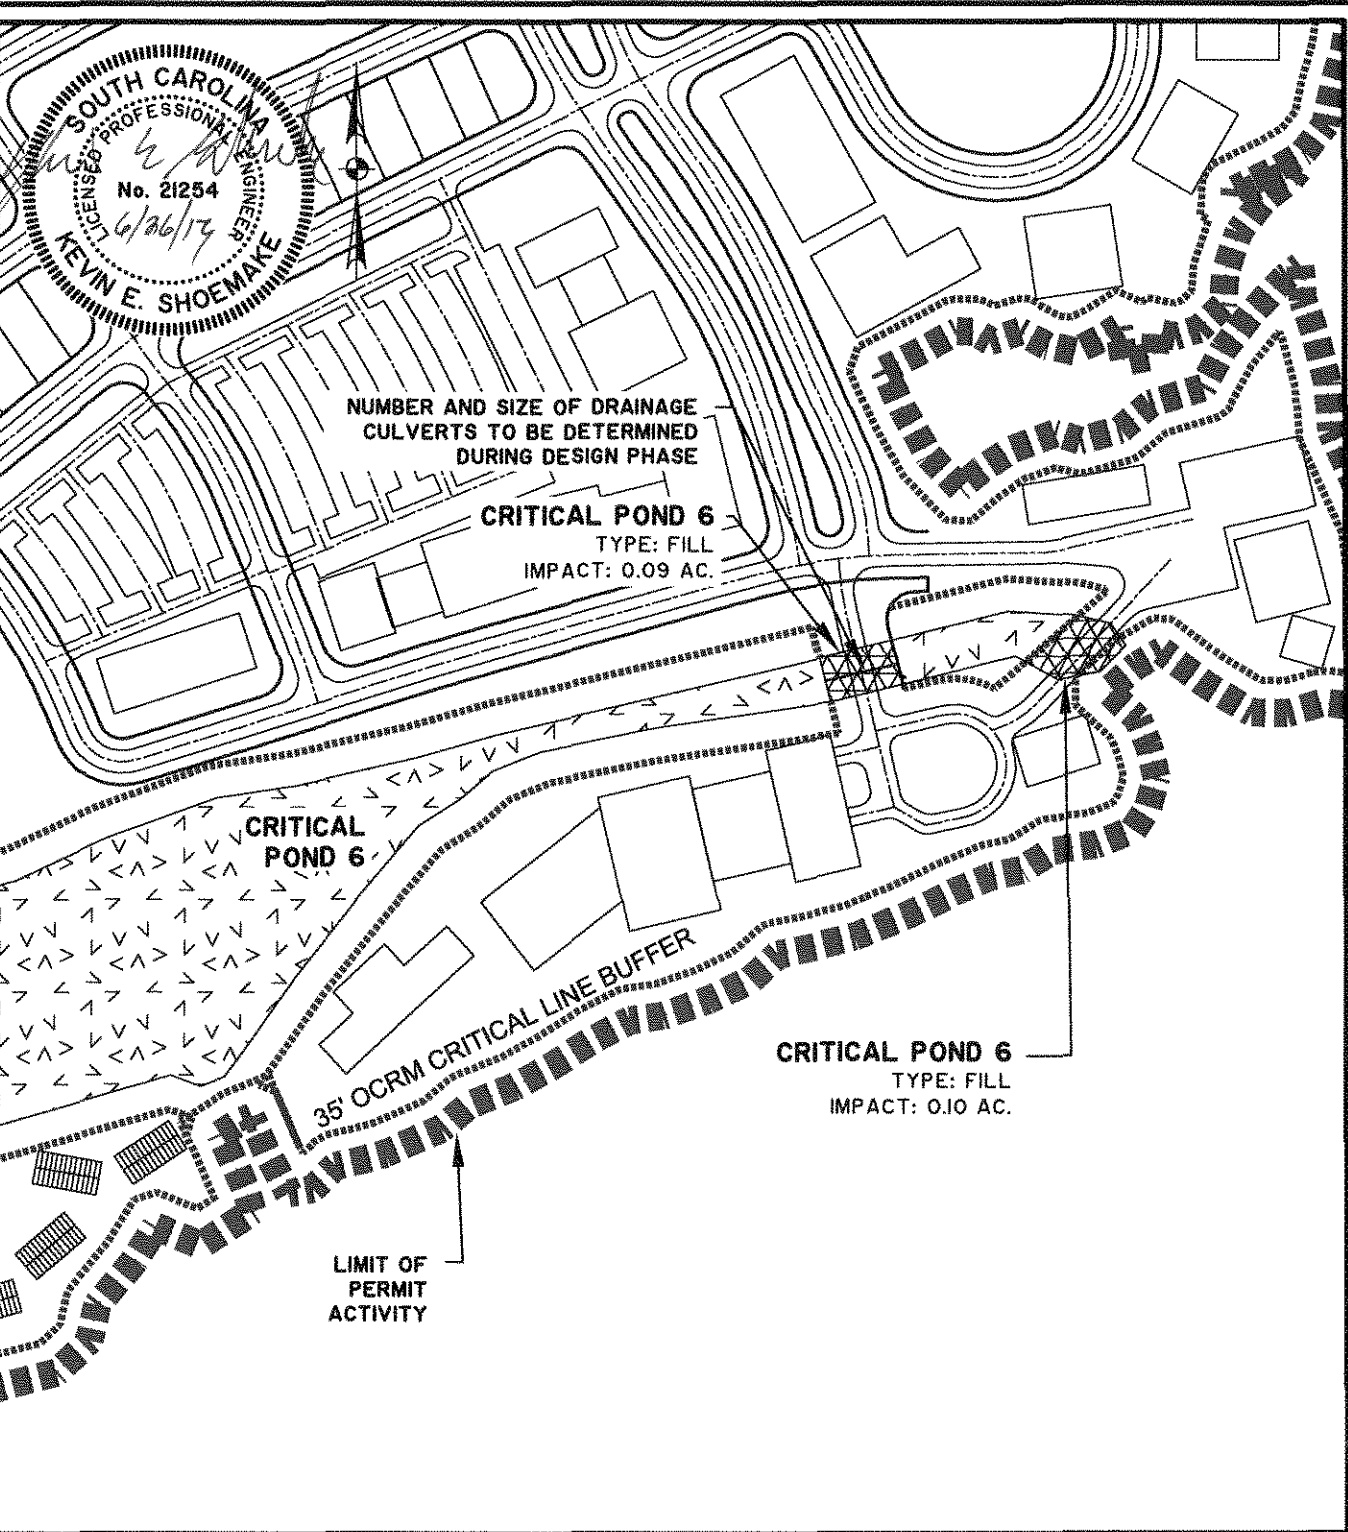 SOUTH CAROLINA
LICENSED PROFESSIONAL ENGINEER
No. 21254
KEVIN E. SHOEMAKE
NUMBER AND SIZE OF DRAINAGE
CULVERTS TO BE DETERMINED
DURING DESIGN PHASE
CRITICAL POND 6
TYPE: FILL
IMPACT: 0.09 AC.
CRITICAL
POND 6
35' OCRM CRITICAL LINE BUFFER
CRITICAL POND 6
TYPE: FILL
IMPACT: 0.10 AC.
LIMIT OF
PERMIT
ACTIVITY